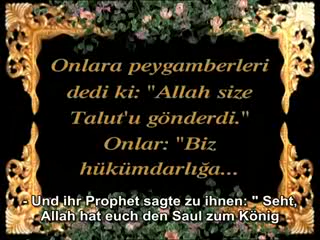 Onlara peygamberleri
dedi ki: "Allah size
Talut'u gönderdi."
Onlar: "Biz
hükümdarlığa...
- Und ihr Prophet sagte zu ihnen: " Seht,
Allah hat euch den Saul zum König